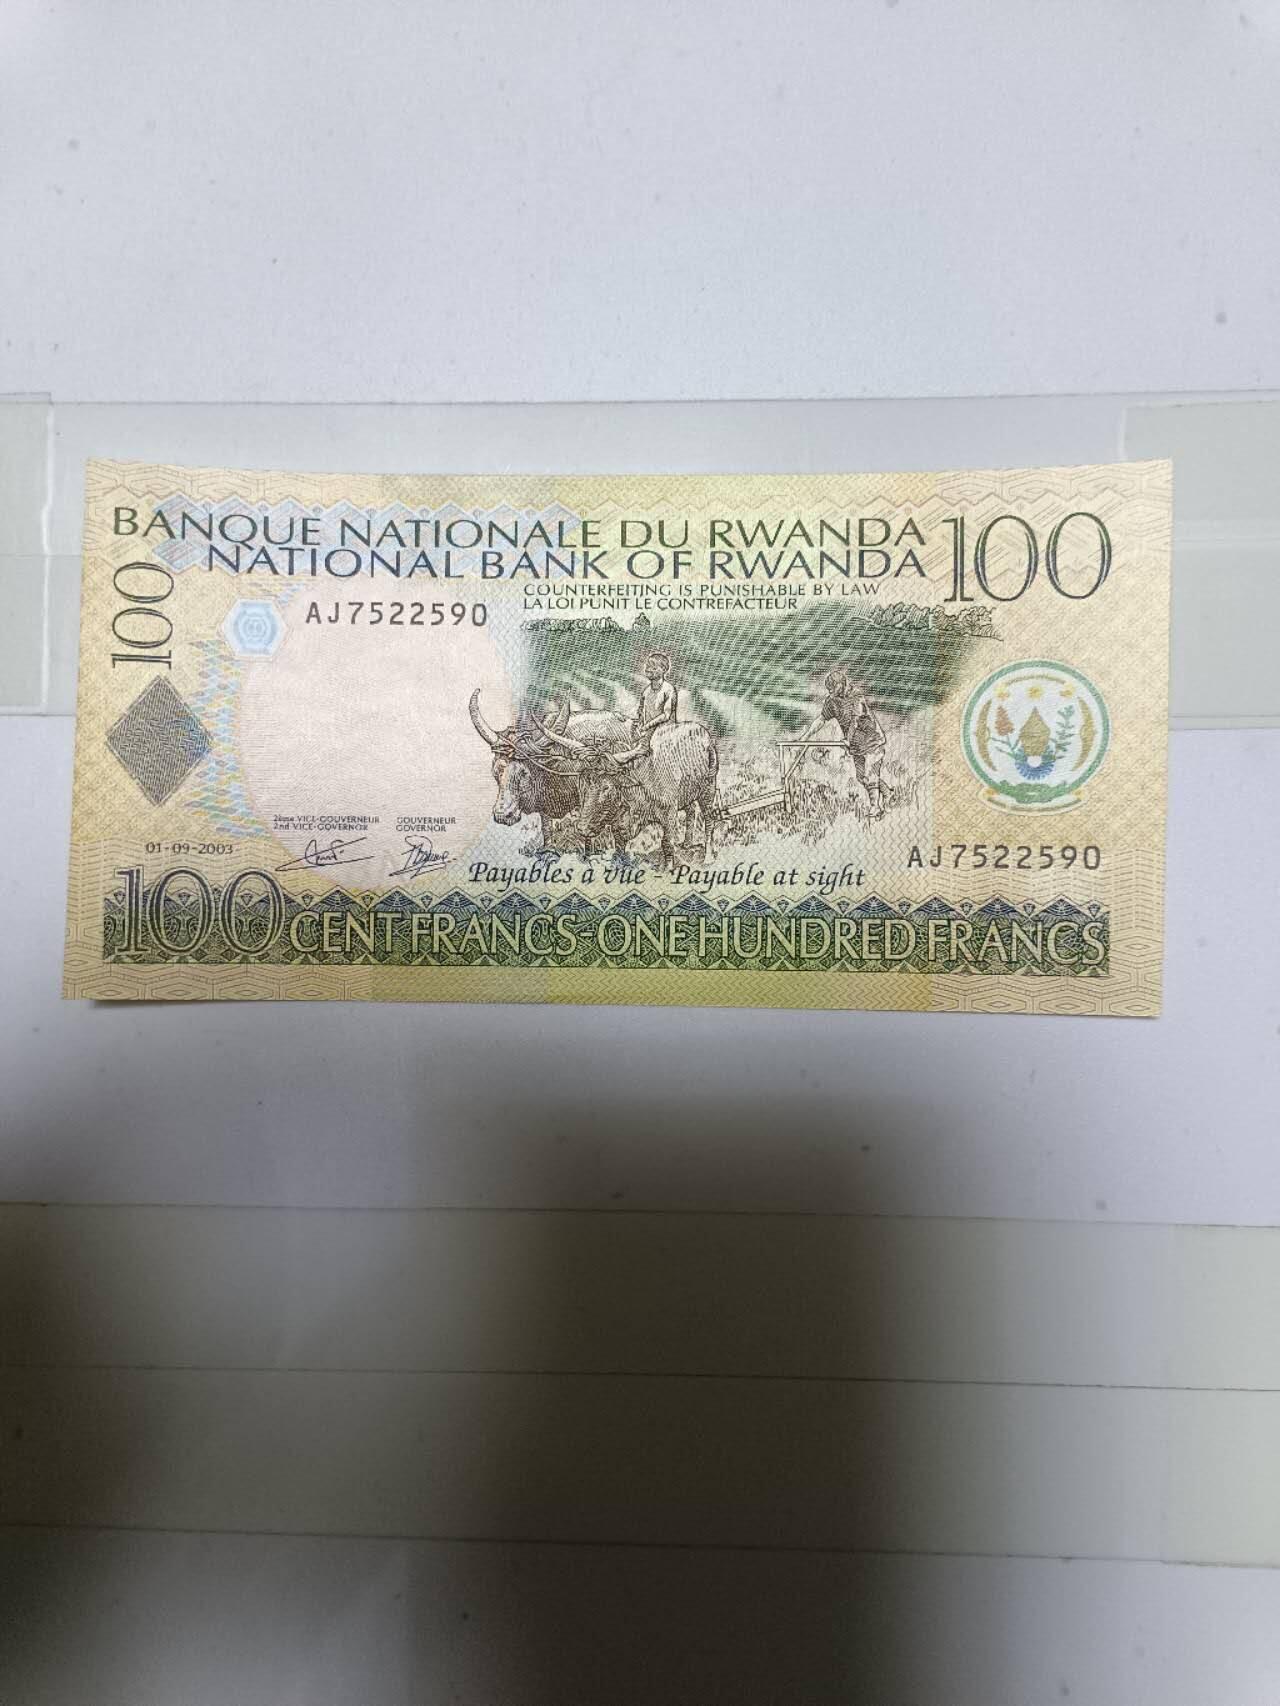 BANQUE NATIONALE DU RWANDA
NATIONAL BANK OF RWANDA
100
COUNTERFEITING IS PUNISHABLE BY LAW
LA LOI PUNIT LE CONTREFACTEUR
100
AJ7522590
2ème VICE-GOUVERNEUR
2nd VICE-GOVERNOR
GOUVERNEUR
GOVERNOR
01-09-2003
AJ7522590
Payables à vue - Payable at sight
100 CENT FRANCS-ONE HUNDRED FRANCS